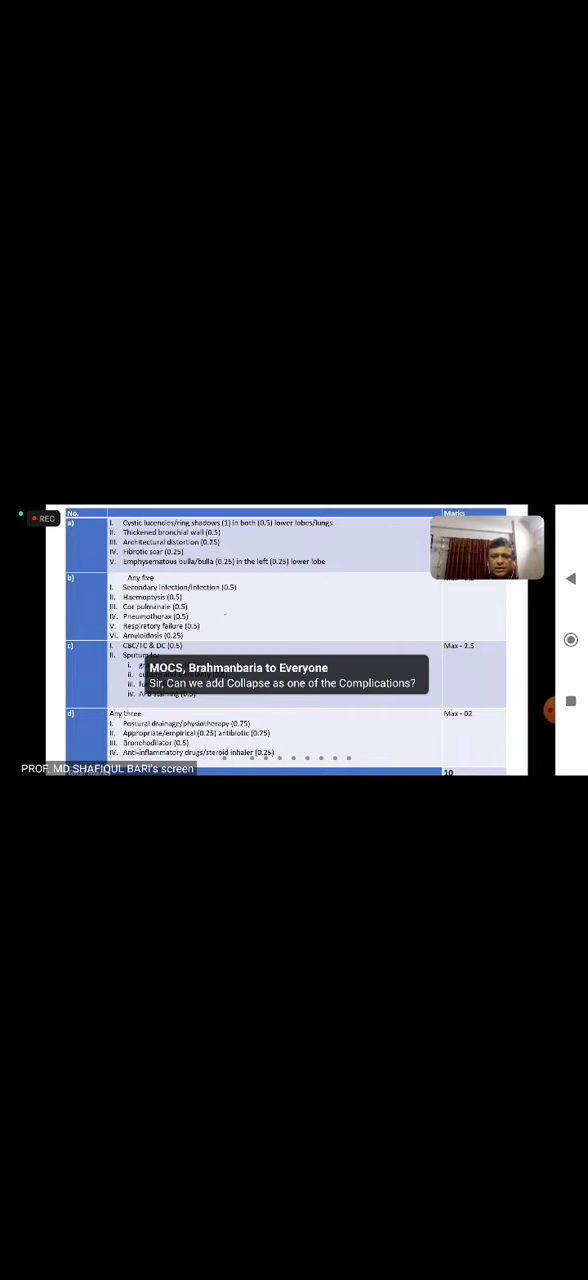 REC
No.
Marks
a)
I. Cystic lucencies/ring shadows (1) in both (0.5) lower lobes/lungs
II. Thickened bronchial wall (0.5)
III. Architectural distortion (0.25)
IV. Fibrotic scar (0.25)
V. Emphysematous bulla/bulla (0.25) in the left (0.25) lower lobe
b)
Any five
I. Secondary infection/Infection (0.5)
II. Haemoptysis (0.5)
III. Cor pulmanale (0.5)
IV. Pneumothorax (0.5)
V. Respiratory failure (0.5)
VI. Amyloidosis (0.25)
c)
I. CBC/TC & DC (0.5)
Max - 2.5
II. Sputum for
i.
ii.
iii.
iv.
MOCS, Brahmanbaria to Everyone
Sir, Can we add Collapse as one of the Complications?
d)
Any three
Max - 02
I. Postural drainage/physiotherapy (0.75)
II. Appropriate/empirical (0.25) antibiotic (0.75)
III. Bronchodilator (0.5)
IV. Anti-inflammatory drugs/steroid inhaler (0.25)
10
PROF. MD SHAFIQUL BARI's screen